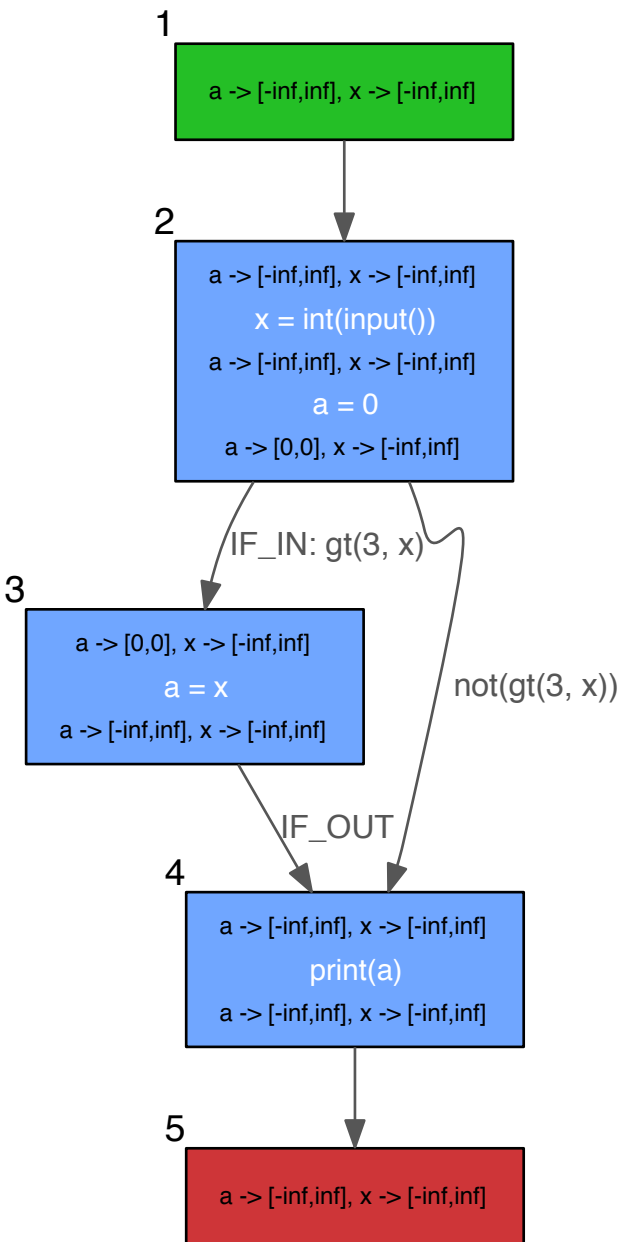 1
a -> [-inf,inf], x -> [-inf,inf]
2
a -> [-inf,inf], x -> [-inf,inf]
x = int(input())
a -> [-inf,inf], x -> [-inf,inf]
a = 0
a -> [0,0], x -> [-inf,inf]
IF_IN: gt(3, x)
3
a -> [0,0], x -> [-inf,inf]
a = x
a -> [-inf,inf], x -> [-inf,inf]
not(gt(3, x))
IF_OUT
4
a -> [-inf,inf], x -> [-inf,inf]
print(a)
a -> [-inf,inf], x -> [-inf,inf]
5
a -> [-inf,inf], x -> [-inf,inf]